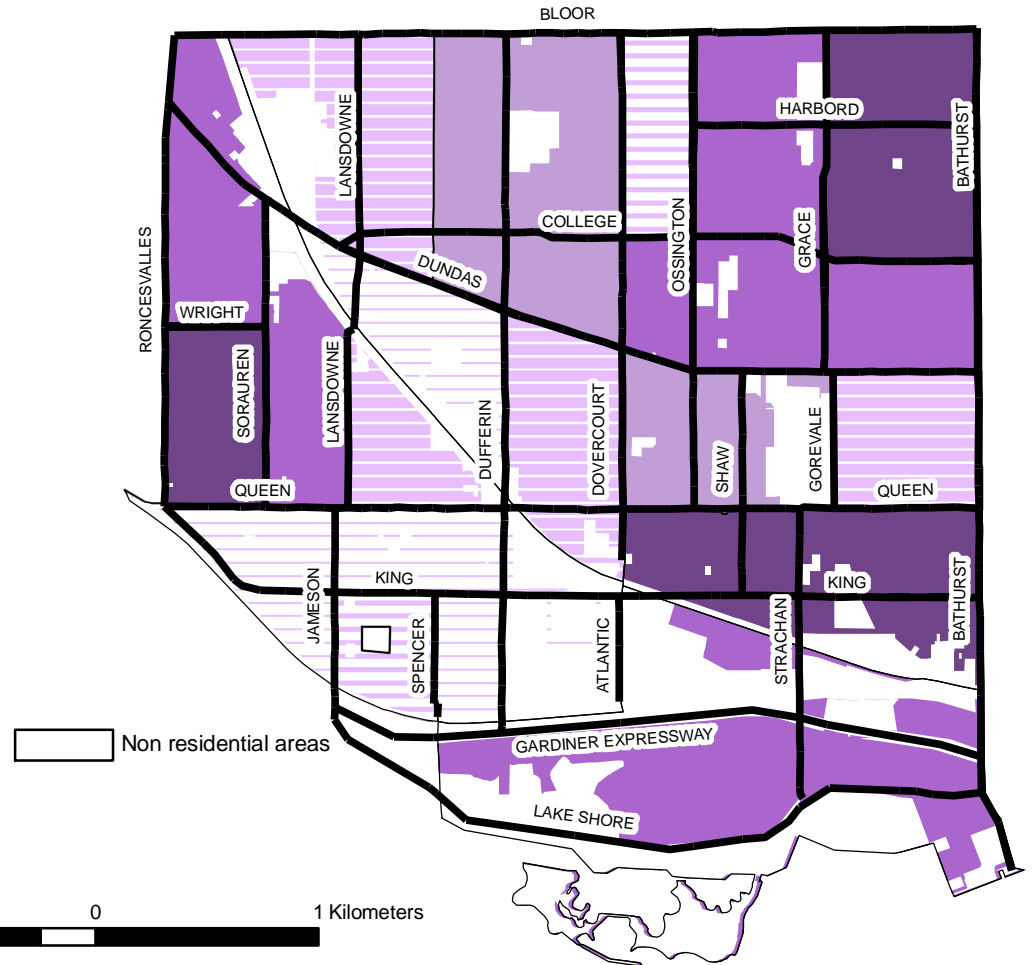 BLOOR
HARBORD
LANSDOWNE
BATHURST
COLLEGE
OSSINGTON
GRACE
RONCESVALLES
DUNDAS
WRIGHT
SORAUREN
LANSDOWNE
DUFFERIN
DOVERCOURT
SHAW
GOREVALE
QUEEN
QUEEN
JAMESON
KING
KING
BATHURST
SPENCER
ATLANTIC
STRACHAN
Non residential areas
GARDINER EXPRESSWAY
LAKE SHORE
0
1 Kilometers